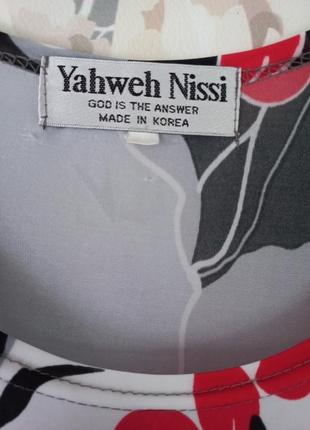 Yahweh Nissi
GOD IS THE ANSWER
MADE IN KOREA